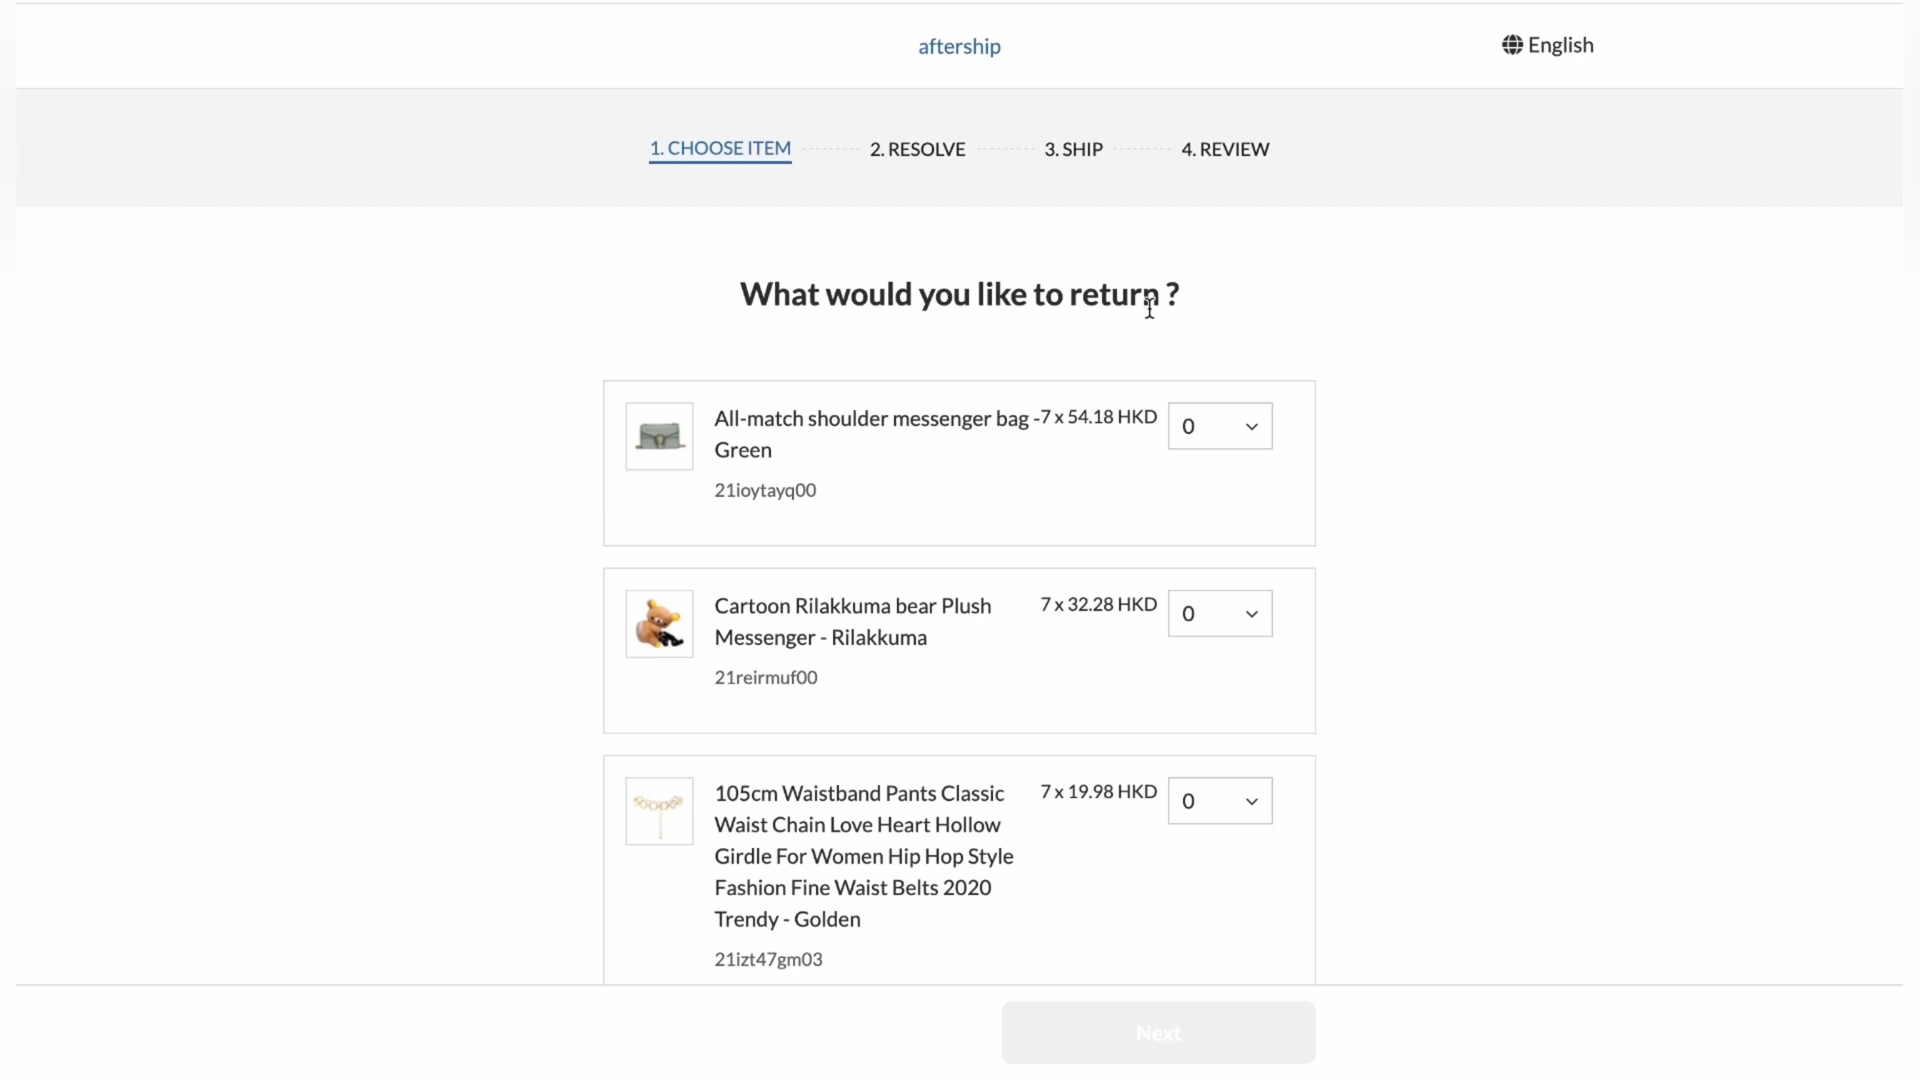 aftership
English
1. CHOOSE ITEM 2. RESOLVE 3. SHIP 4. REVIEW
What would you like to return ?
All-match shoulder messenger bag - 7 x 54.18 HKD 0
Green
21ioytayq00
Cartoon Rilakkuma bear Plush 7 x 32.28 HKD 0
Messenger - Rilakkuma
21reirmuf00
105cm Waistband Pants Classic 7 x 19.98 HKD 0
Waist Chain Love Heart Hollow
Girdle For Women Hip Hop Style
Fashion Fine Waist Belts 2020
Trendy - Golden
21izt47gm03
Next